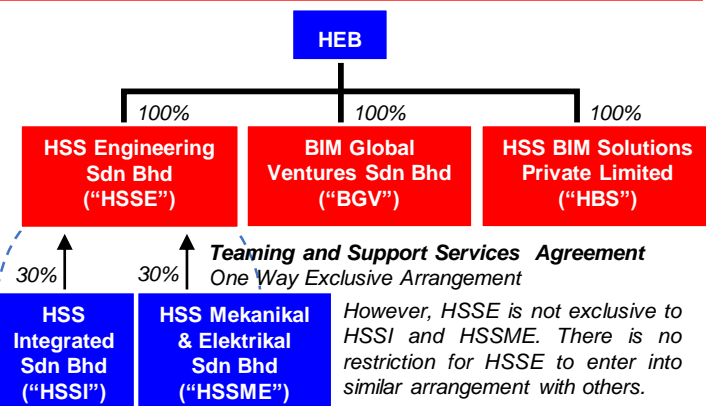 HEB
100%
100%
100%
HSS Engineering
Sdn Bhd
(“HSSE”)
BIM Global
Ventures Sdn Bhd
(“BGV”)
HSS BIM Solutions
Private Limited
(“HBS”)
Teaming and Support Services Agreement
One Way Exclusive Arrangement
30%
30%
HSS
Integrated
Sdn Bhd
(“HSSI”)
HSS Mekanikal
& Elektrikal
Sdn Bhd
(“HSSME”)
However, HSSE is not exclusive to
HSSI and HSSME. There is no
restriction for HSSE to enter into
similar arrangement with others.